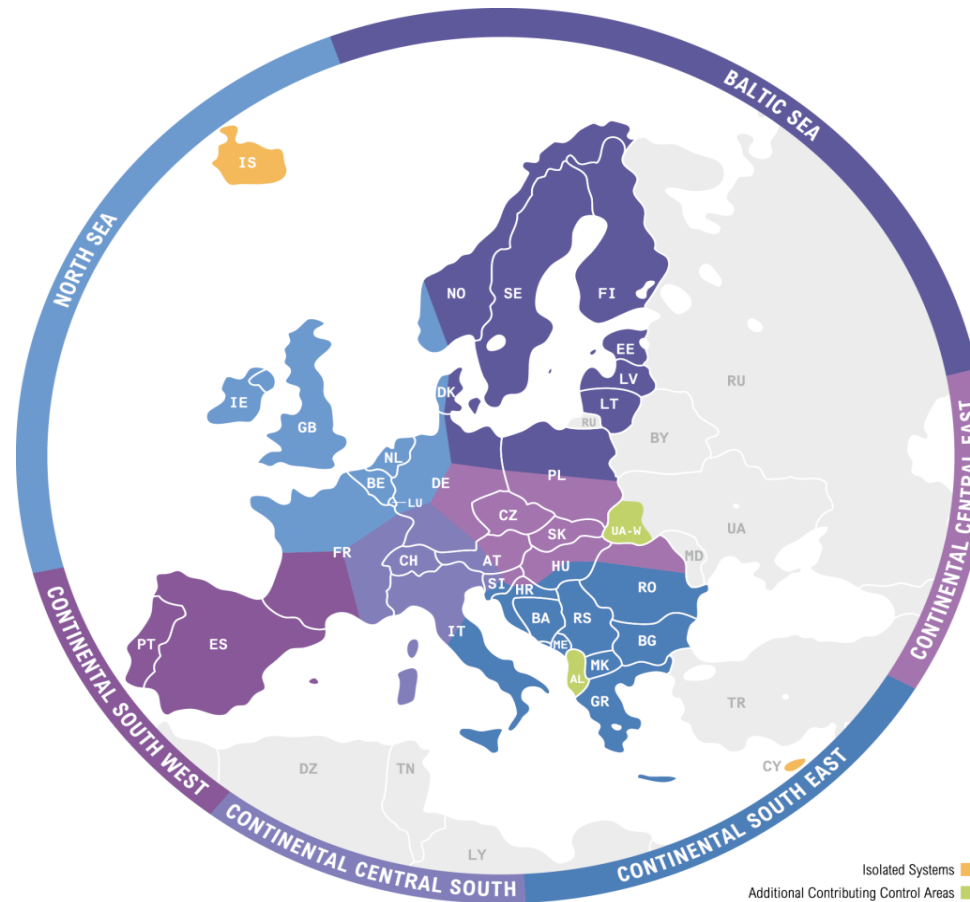 BALTIC SEA
NORTH SEA
IS
NO
SE
FI
EE
LV
LT
RU
RU
BY
DK
IE
GB
NL
BE
DE
LU
PL
CZ
SK
UA-W
UA
MD
FR
CH
AT
HU
SI
HR
RO
IT
BA
RS
ME
BG
MK
AL
GR
PT
ES
TR
CY
DZ
TN
LY
CONTINENTAL CENTRAL EAST
CONTINENTAL SOUTH WEST
CONTINENTAL CENTRAL SOUTH
CONTINENTAL SOUTH EAST
Isolated Systems
Additional Contributing Control Areas